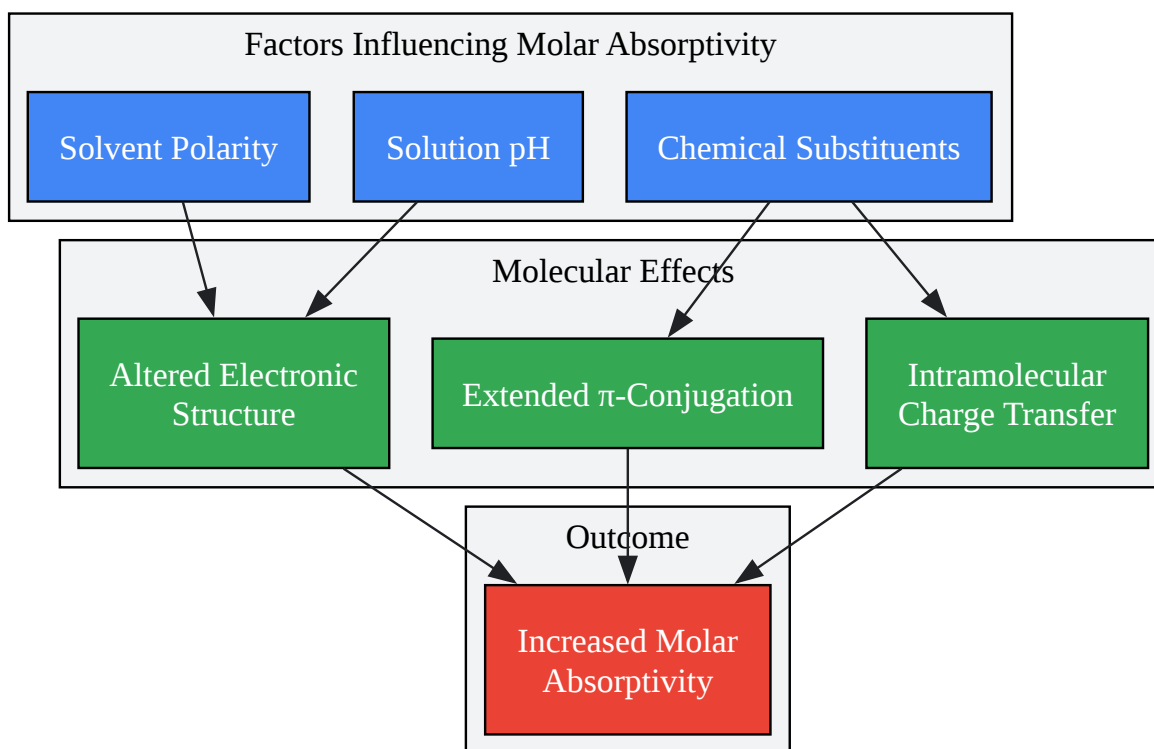 Factors Influencing Molar Absorptivity
Solvent Polarity
Solution pH
Chemical Substituents
Molecular Effects
Altered Electronic
Structure
Extended π-Conjugation
Intramolecular
Charge Transfer
Outcome
Increased Molar
Absorptivity